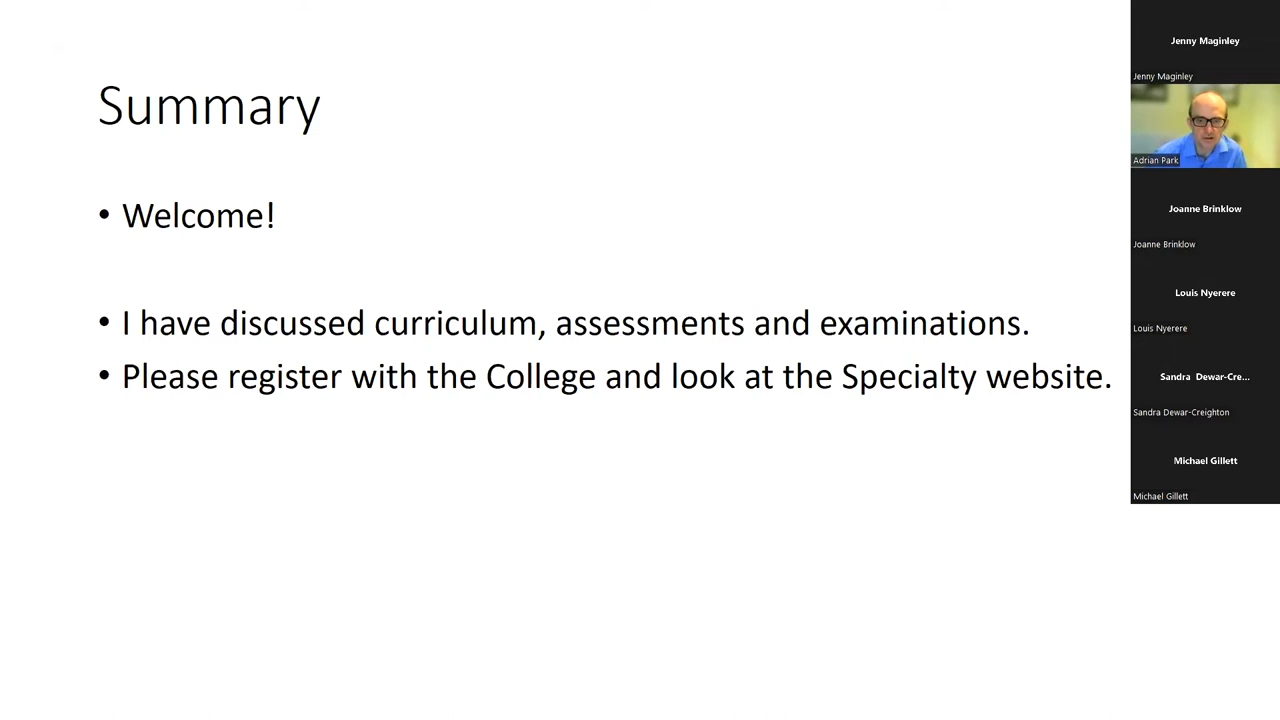 Summary
• Welcome!
• I have discussed curriculum, assessments and examinations.
• Please register with the College and look at the Specialty website.
Jenny Maginley
Jenny Maginley
Adrian Park
Joanne Brinklow
Joanne Brinklow
Louis Nyerere
Louis Nyerere
Sandra Dewar-Cre...
Sandra Dewar-Creighton
Michael Gillett
Michael Gillett